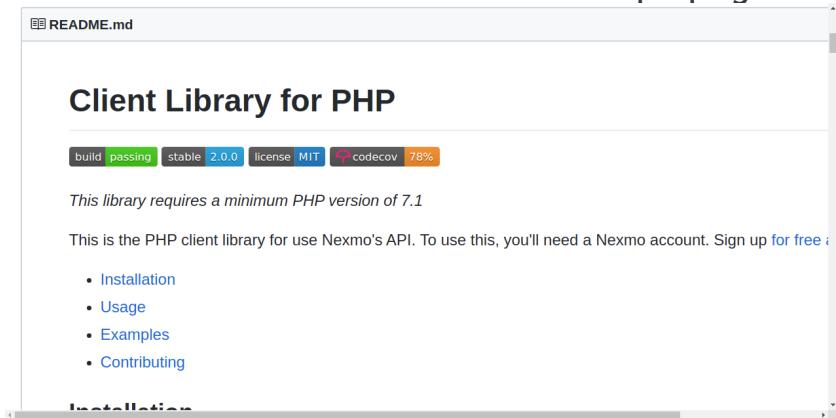 README.md
Client Library for PHP
build passing stable 2.0.0 license MIT codecov 78%
This library requires a minimum PHP version of 7.1
This is the PHP client library for use Nexmo's API. To use this, you'll need a Nexmo account. Sign up for free
Installation
Usage
Examples
Contributing
Installation